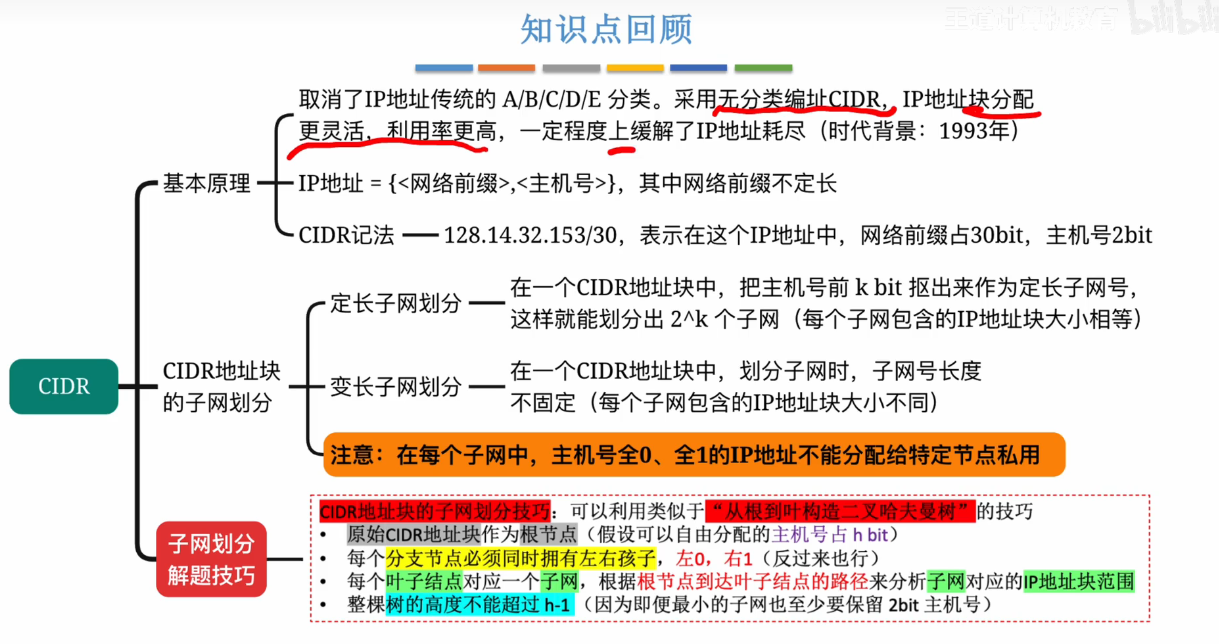 知识点回顾
取消了IP地址传统的 A/B/C/D/E 分类。采用无分类编址CIDR，IP地址块分配
更灵活，利用率更高，一定程度上缓解了IP地址耗尽（时代背景：1993年）
基本原理
IP地址 = {<网络前缀>,<主机号>}，其中网络前缀不定长
CIDR记法
128.14.32.153/30，表示在这个IP地址中，网络前缀占30bit，主机号2bit
CIDR
CIDR地址块
的子网划分
定长子网划分
在一个CIDR地址块中，把主机号前 k bit 抠出来作为定长子网号，
这样就能划分出 2^k 个子网（每个子网包含的IP地址块大小相等）
变长子网划分
在一个CIDR地址块中，划分子网时，子网号长度
不固定（每个子网包含的IP地址块大小不同）
注意：在每个子网中，主机号全0、全1的IP地址不能分配给特定节点私用
子网划分
解题技巧
CIDR地址块的子网划分技巧：可以利用类似于“从根到叶构造二叉哈夫曼树”的技巧
• 原始CIDR地址块作为根节点（假设可以自由分配的主机号占 h bit）
• 每个分支节点必须同时拥有左右孩子，左0，右1（反过来也行）
• 每个叶子结点对应一个子网，根据根节点到达叶子结点的路径来分析子网对应的IP地址块范围
• 整棵树的高度不能超过 h-1（因为即便最小的子网也至少要保留 2bit 主机号）
王道计算机教育
bilibili